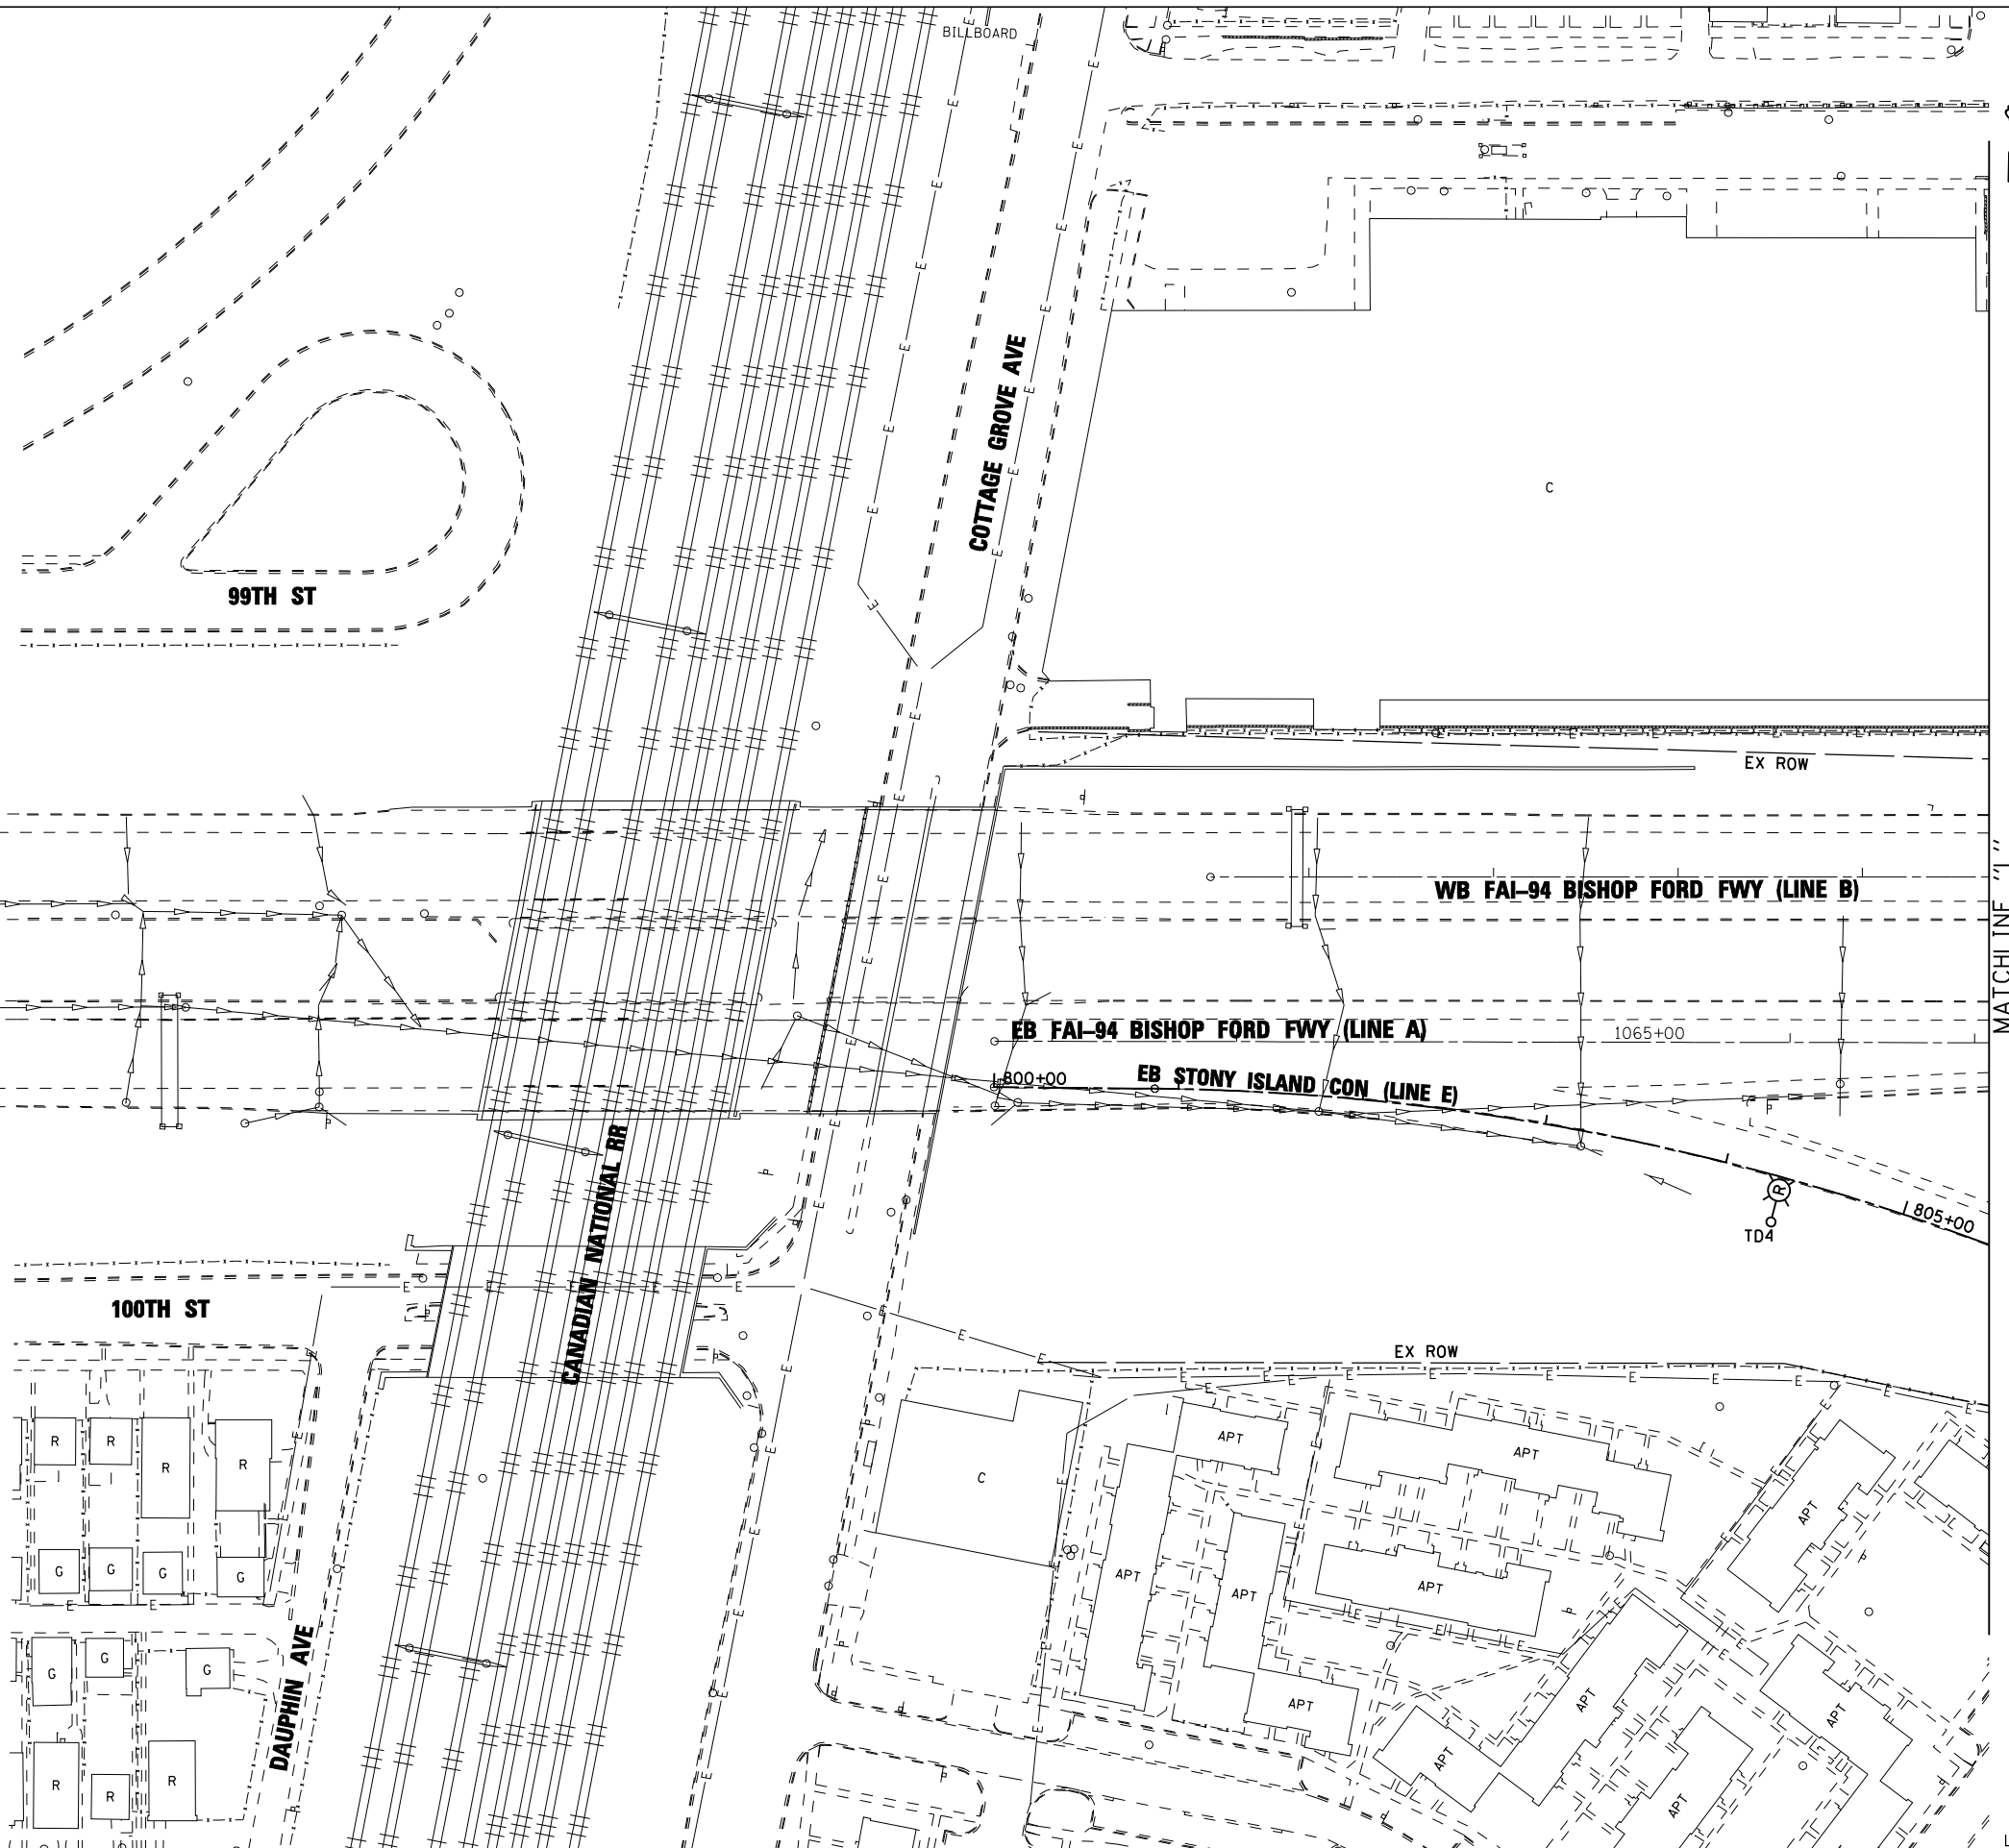 BILLBOARD
COTTAGE GROVE AVE
C
99TH ST
EX ROW
WB FAI-94 BISHOP FORD FWY (LINE B)
MATCHLINE "L"
EB FAI-94 BISHOP FORD FWY (LINE A)
1065+00
800+00
EB STONY ISLAND CON (LINE E)
R
TD4
805+00
CANADIAN NATIONAL RR
100TH ST
EX ROW
R
R
R
R
APT
APT
C
APT
G
G
G
G
APT
APT
APT
DAUPHIN AVE
G
G
G
APT
APT
APT
APT
APT
R
R
R